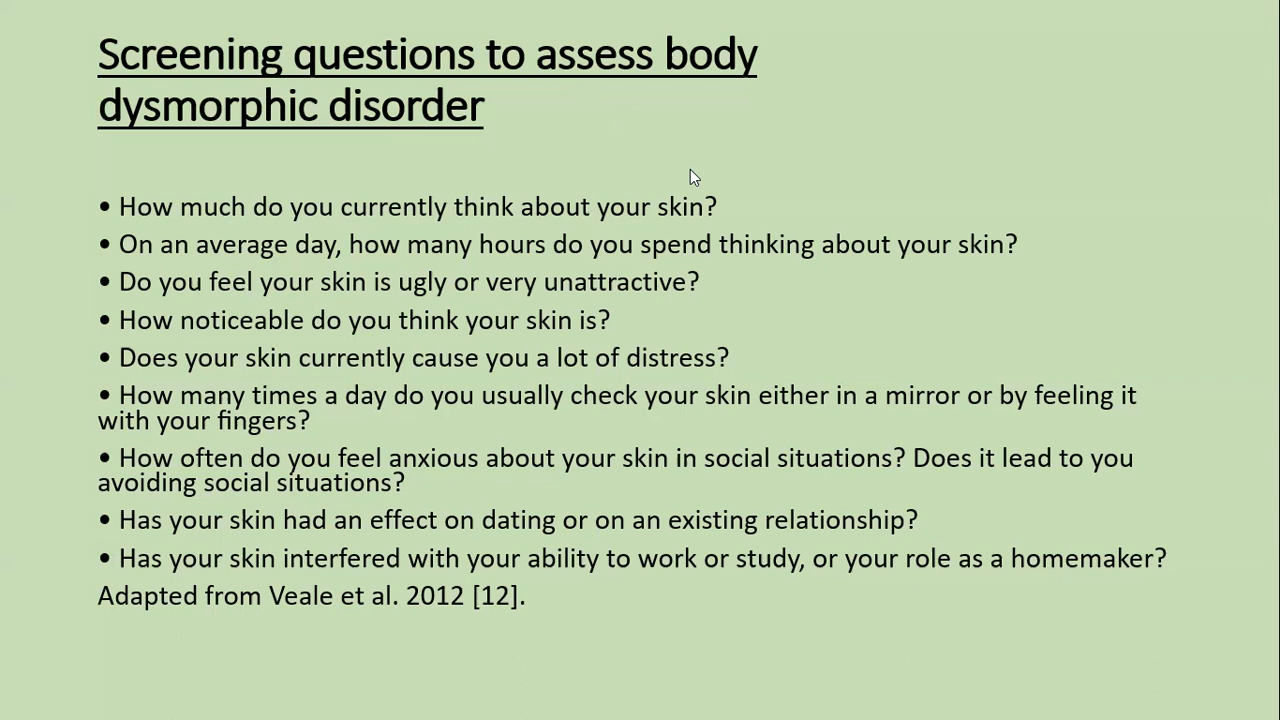 Screening questions to assess body
dysmorphic disorder
• How much do you currently think about your skin?
• On an average day, how many hours do you spend thinking about your skin?
• Do you feel your skin is ugly or very unattractive?
• How noticeable do you think your skin is?
• Does your skin currently cause you a lot of distress?
• How many times a day do you usually check your skin either in a mirror or by feeling it
with your fingers?
• How often do you feel anxious about your skin in social situations? Does it lead to you
avoiding social situations?
• Has your skin had an effect on dating or on an existing relationship?
• Has your skin interfered with your ability to work or study, or your role as a homemaker?
Adapted from Veale et al. 2012 [12].